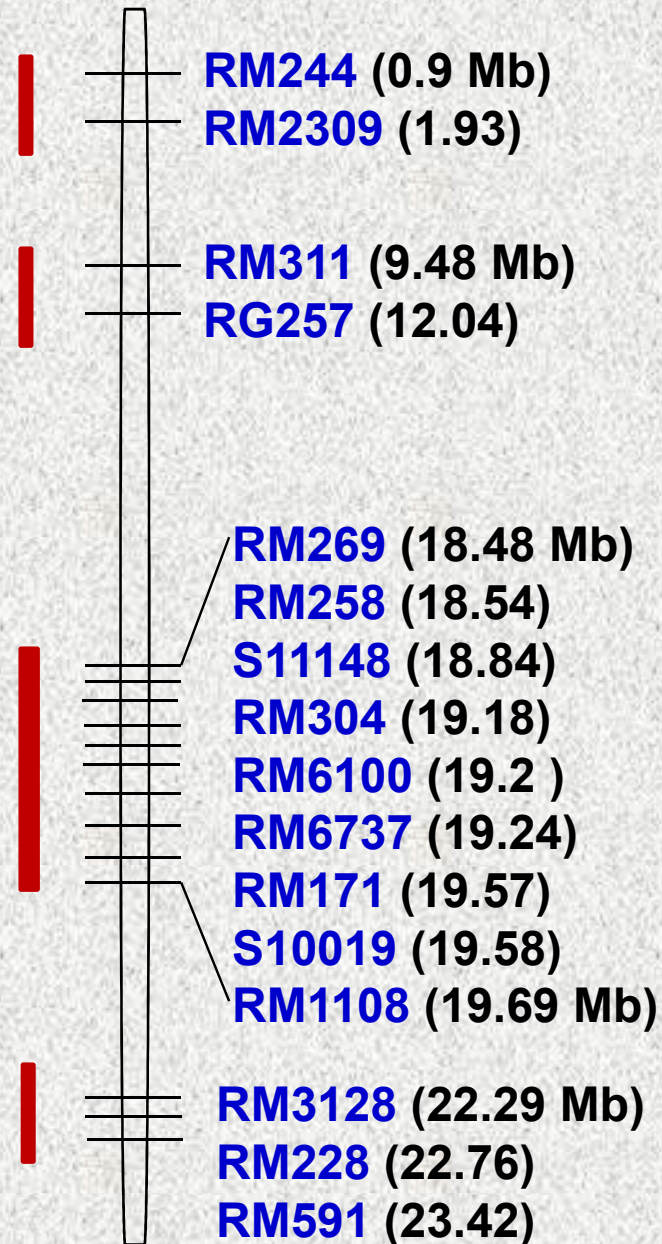 RM244 (0.9 Mb)
RM2309 (1.93)
RM311 (9.48 Mb)
RG257 (12.04)
RM269 (18.48 Mb)
RM258 (18.54)
S11148 (18.84)
RM304 (19.18)
RM6100 (19.2 )
RM6737 (19.24)
RM171 (19.57)
S10019 (19.58)
RM1108 (19.69 Mb)
RM3128 (22.29 Mb)
RM228 (22.76)
RM591 (23.42)